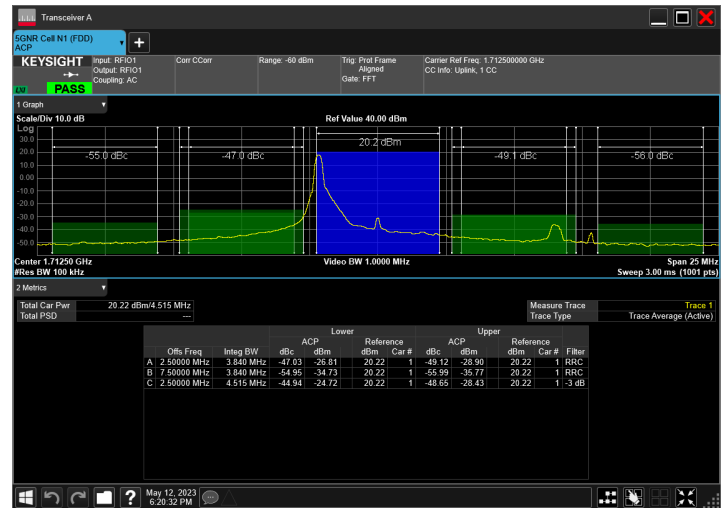 Transceiver A
5GNR Cell N1 (FDD)
ACP
KEYSIGHT
LXI
PASS
Input: RFIO1
Output: RFIO1
Coupling: AC
Corr CCorr
Range: -60 dBm
Trig: Prot Frame
Aligned
Gate: FFT
Carrier Ref Freq: 1.712500000 GHz
CC Info: Uplink, 1 CC
1 Graph
Scale/Div 10.0 dB
Ref Value 40.00 dBm
Log
30.0
20.0
10.0
0.00
-10.0
-20.0
-30.0
-40.0
-50.0
-55.0 dBc
-47.0 dBc
20.2 dBm
-49.1 dBc
-56.0 dBc
Center 1.71250 GHz
Video BW 1.0000 MHz
Span 25 MHz
#Res BW 100 kHz
Sweep 3.00 ms (1001 pts)
2 Metrics
Total Car Pwr 20.22 dBm/4.515 MHz
Total PSD ---
Measure Trace Trace 1
Trace Type Trace Average (Active)
Lower Upper
ACP Reference ACP Reference
Offs Freq Integ BW dBc dBm dBm Car # dBc dBm dBm Car # Filter
A 2.50000 MHz 3.840 MHz -47.03 -26.81 20.22 1 -49.12 -28.90 20.22 1 RRC
B 7.50000 MHz 3.840 MHz -54.95 -34.73 20.22 1 -55.99 -35.77 20.22 1 RRC
C 2.50000 MHz 4.515 MHz -44.94 -24.72 20.22 1 -48.65 -28.43 20.22 1 -3 dB
May 12, 2023
6:20:32 PM